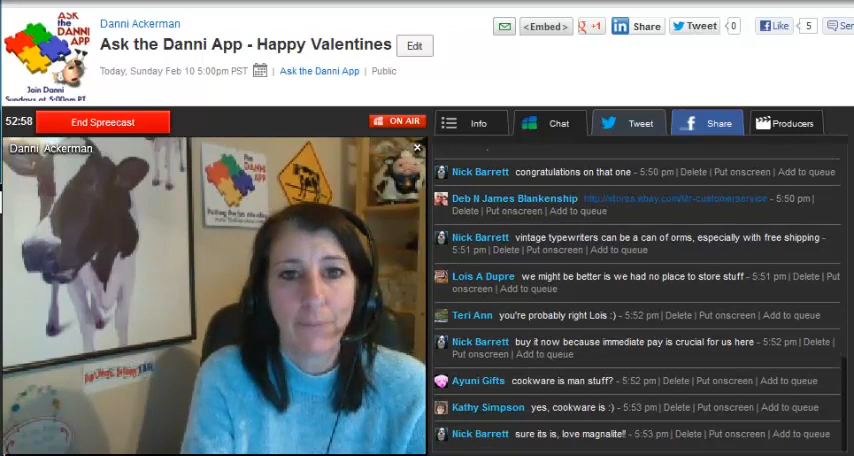 ASK
the
DANNI
APP
Join Danni
Sundays at 5:00pm PT
Danni Ackerman
Ask the Danni App - Happy Valentines
Edit
Today, Sunday Feb 10 5:00pm PST | Ask the Danni App | Public
<Embed>
g +1
in Share
Tweet
0
Like
5
52:58
End Spreecast
ON AIR
Info
Chat
Tweet
Share
Producers
Danni Ackerman
ASK
the
DANNI
APP
Nick Barrett congratulations on that one - 5:50 pm | Delete | Put onscreen | Add to queue
Deb N James Blankenship http://stores.ebay.com/Mr-customerservice - 5:50 pm |
Delete | Put onscreen | Add to queue
Nick Barrett vintage typewriters can be a can of orms, especially with free shipping -
5:51 pm | Delete | Put onscreen | Add to queue
Lois A Dupre we might be better is we had no place to store stuff - 5:51 pm | Delete | Put
onscreen | Add to queue
Teri Ann you're probably right Lois :) - 5:52 pm | Delete | Put onscreen | Add to queue
Nick Barrett buy it now because immediate pay is crucial for us here - 5:52 pm | Delete |
Put onscreen | Add to queue
Ayuni Gifts cookware is man stuff? - 5:52 pm | Delete | Put onscreen | Add to queue
Kathy Simpson yes, cookware is :) - 5:53 pm | Delete | Put onscreen | Add to queue
Nick Barrett sure its is, love magnalite!! - 5:53 pm | Delete | Put onscreen | Add to queue